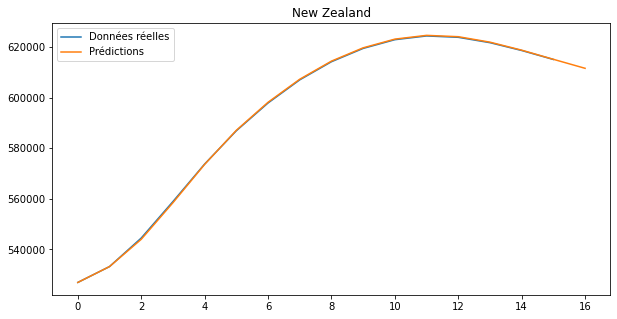 New Zealand
Données réelles
Prédictions
620000
600000
580000
560000
540000
0 2 4 6 8 10 12 14 16